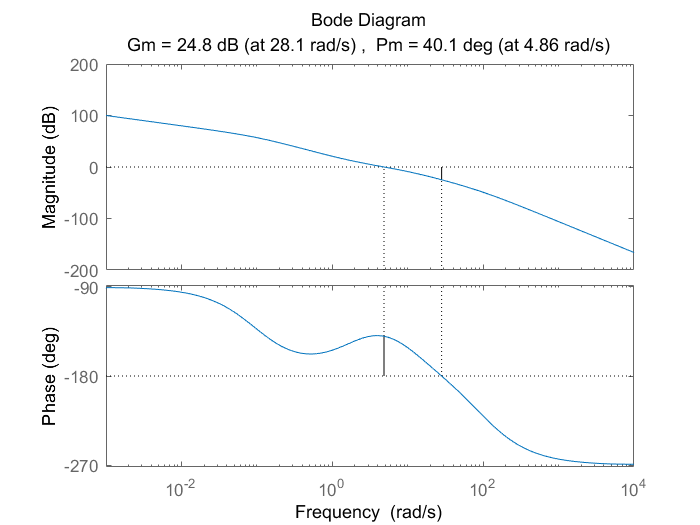 Bode Diagram
Gm = 24.8 dB (at 28.1 rad/s) ,  Pm = 40.1 deg (at 4.86 rad/s)
Magnitude (dB)
200
100
0
-100
-200
Phase (deg)
-90
-180
-270
10^-2
10^0
10^2
10^4
Frequency  (rad/s)